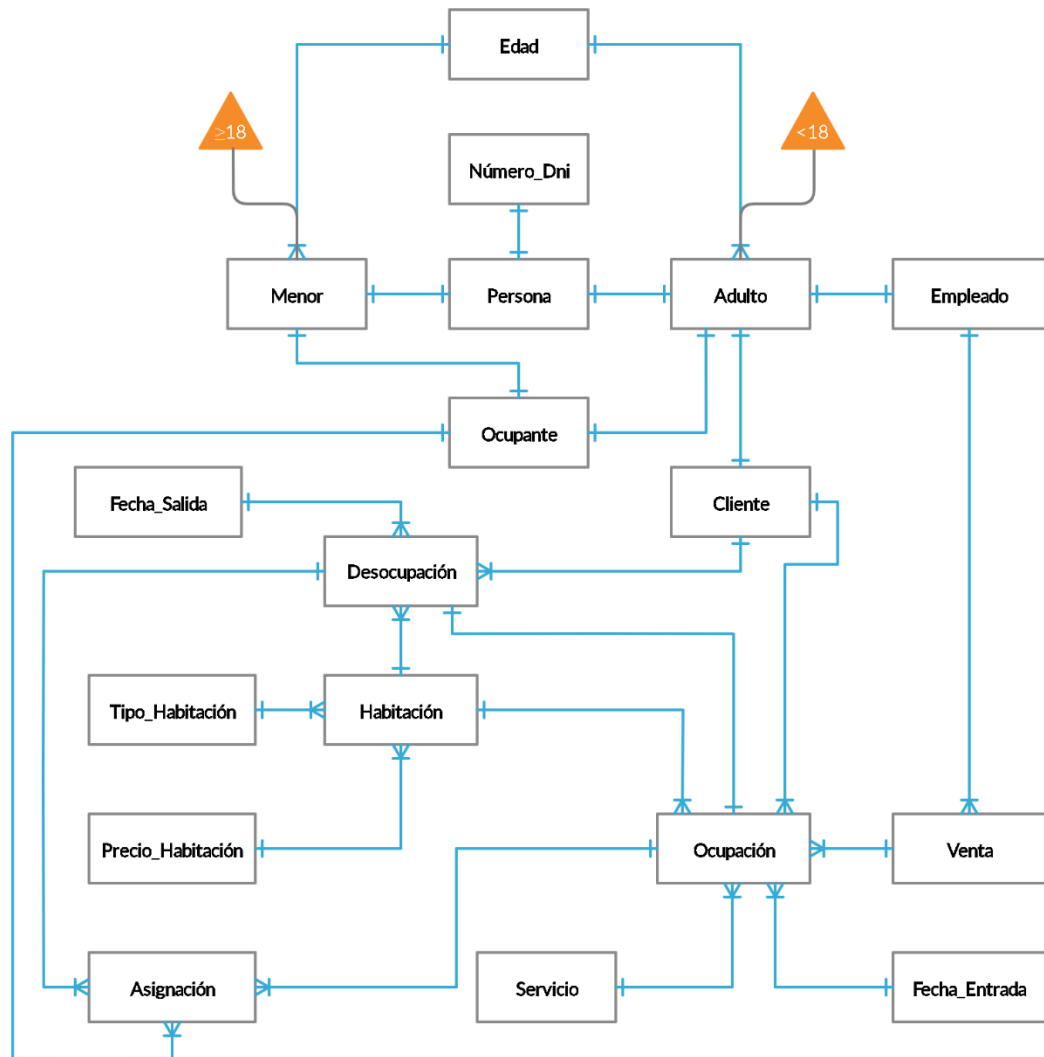 Edad
≥18
<18
Número_Dni
Menor
Persona
Adulto
Empleado
Ocupante
Fecha_Salida
Cliente
Desocupación
Tipo_Habitación
Habitación
Precio_Habitación
Ocupación
Venta
Asignación
Servicio
Fecha_Entrada